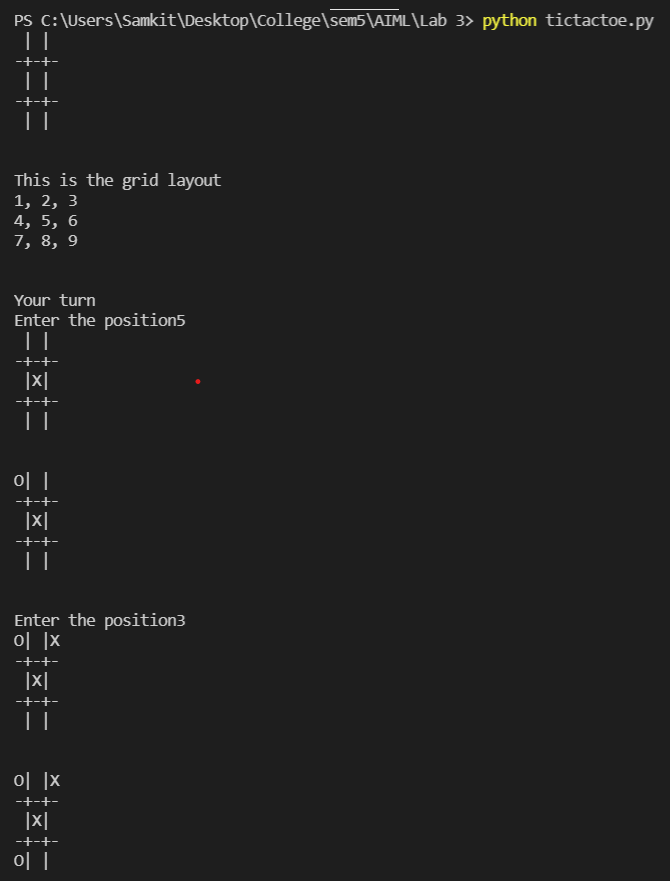 PS C:\Users\Samkit\Desktop\College\sem5\AIML\Lab 3> python tictactoe.py
 | |
-+-+-
 | |
-+-+-
 | |
This is the grid layout
1, 2, 3
4, 5, 6
7, 8, 9
Your turn
Enter the position5
 | |
-+-+-
 |X|
-+-+-
 | |
O| |
-+-+-
 |X|
-+-+-
 | |
Enter the position3
O| |X
-+-+-
 |X|
-+-+-
 | |
O| |X
-+-+-
 |X|
-+-+-
O| |